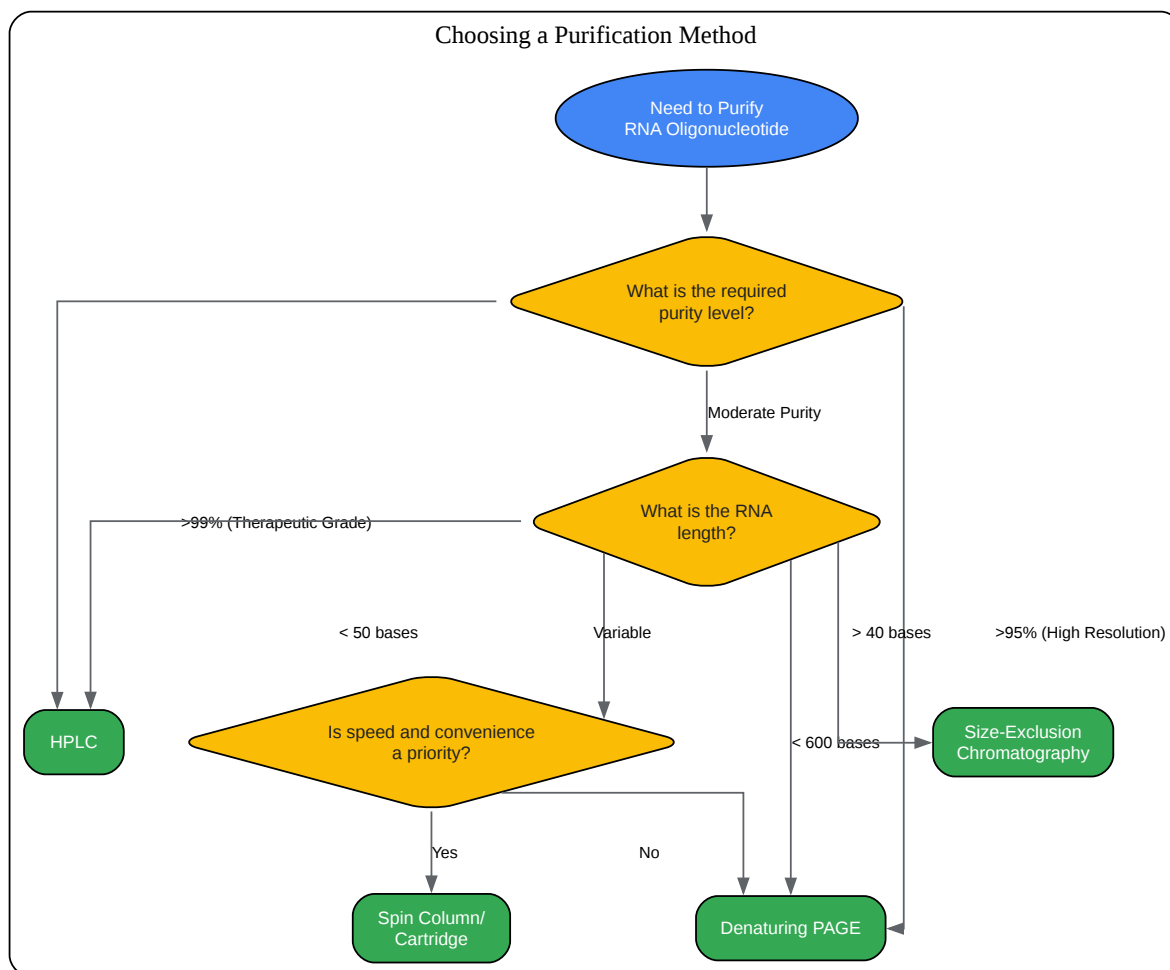 Choosing a Purification Method
Need to Purify
RNA Oligonucleotide
What is the required
purity level?
Moderate Purity
What is the RNA
length?
>99% (Therapeutic Grade)
< 50 bases
Variable
> 40 bases
>95% (High Resolution)
HPLC
Is speed and convenience
a priority?
< 600 bases
Size-Exclusion
Chromatography
Yes
No
Spin Column/
Cartridge
Denaturing PAGE